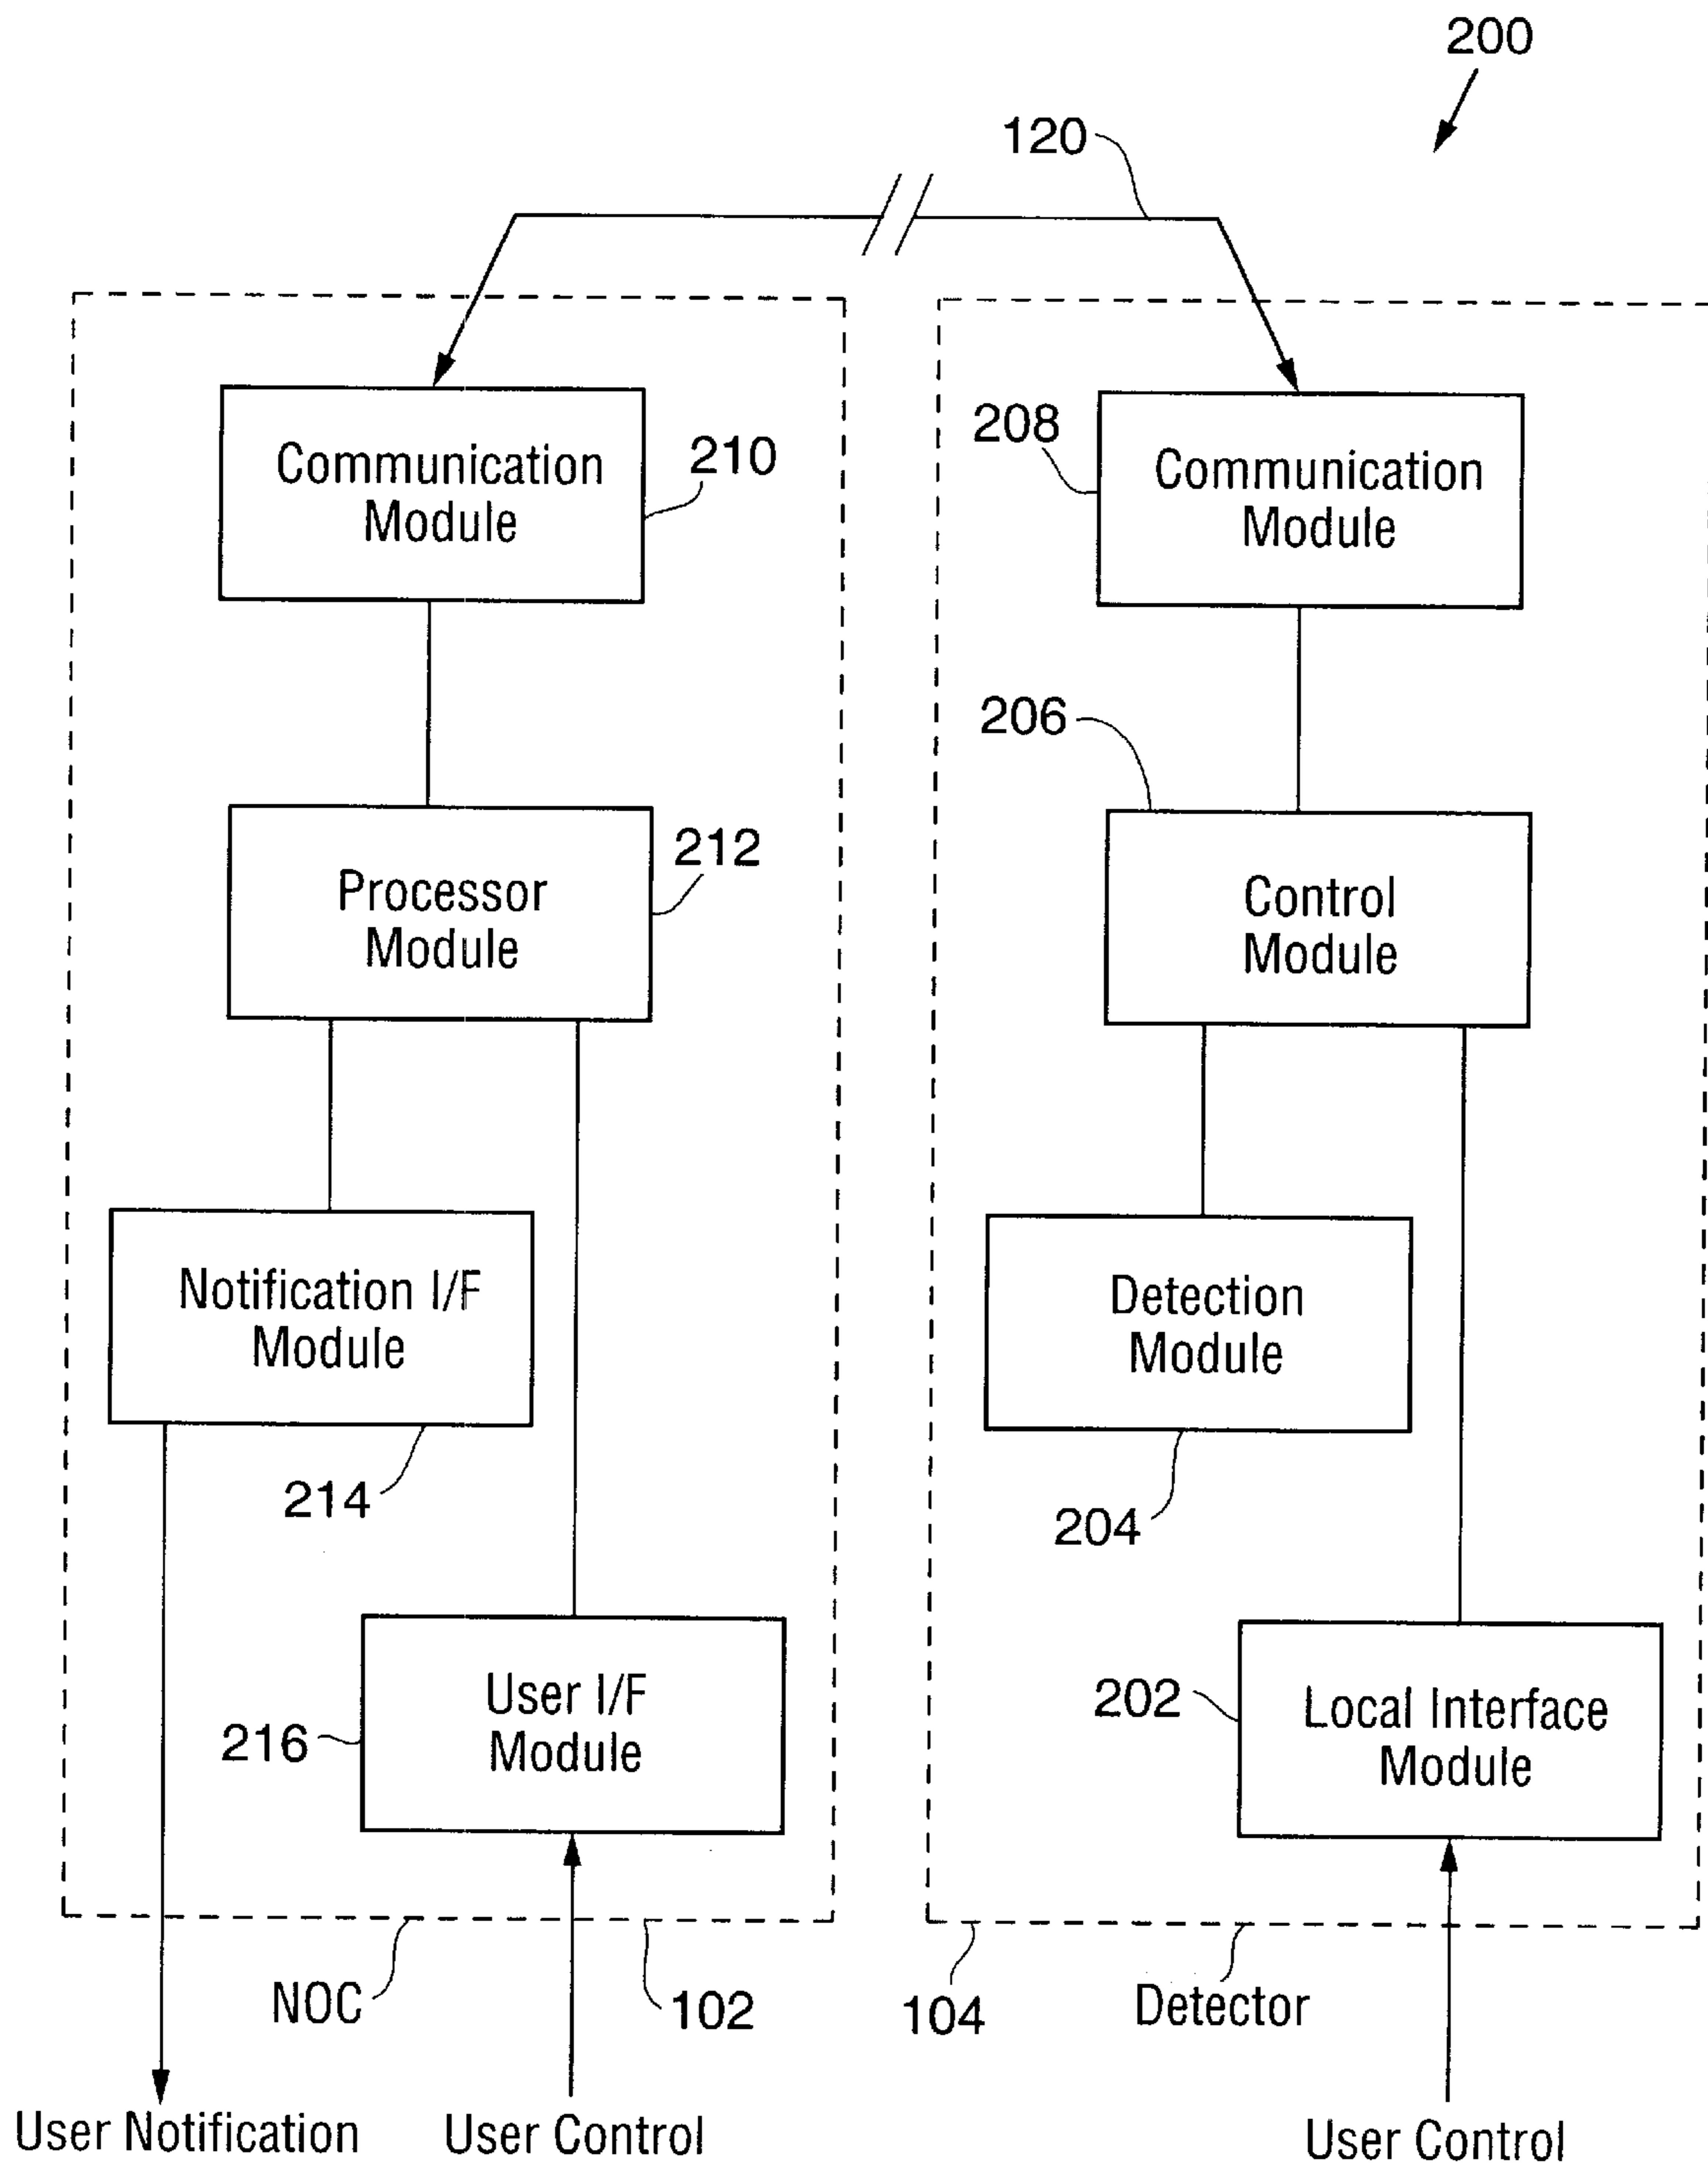 200
120
Communication
Module
210
208
Communication
Module
206
Processor
Module
212
Control
Module
Notification I/F
Module
214
Detection
Module
204
User I/F
Module
216
202
Local Interface
Module
NOC
102
104
Detector
User Notification
User Control
User Control